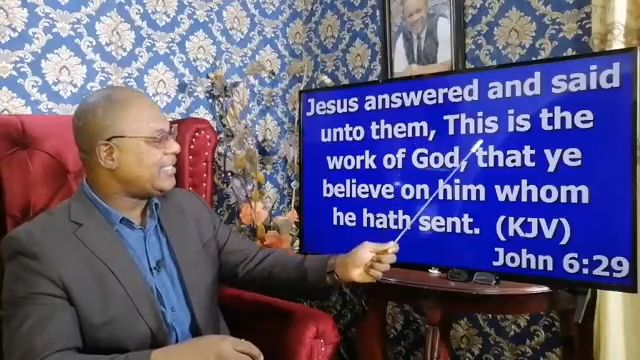 Jesus answered and said
unto them, This is the
work of God, that ye
believe on him whom
he hath sent. (KJV)
John 6:29